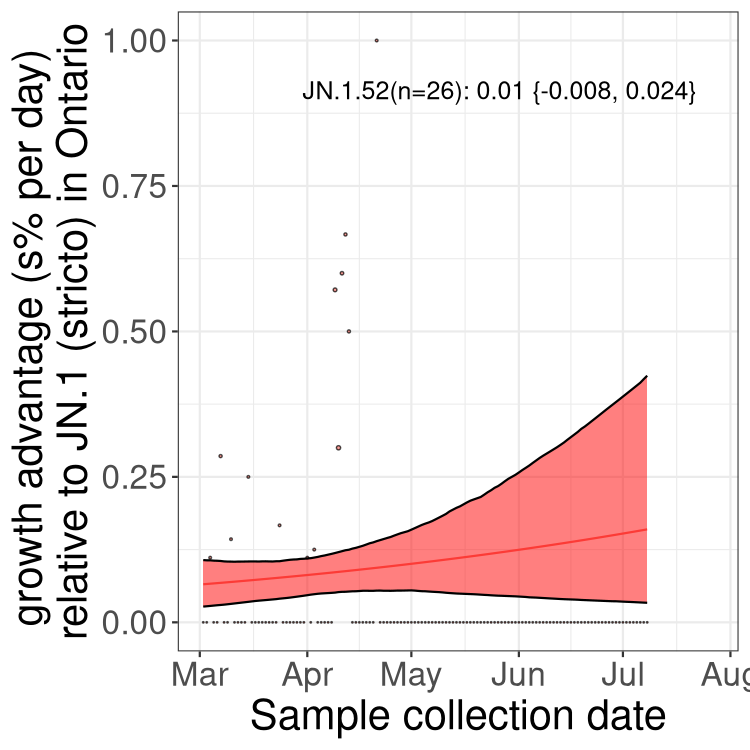 growth advantage (s% per day)
relative to JN.1 (stricto) in Ontario
1.00
0.75
0.50
0.25
0.00
JN.1.52(n=26): 0.01 {-0.008, 0.024}
Mar Apr May Jun Jul Aug
Sample collection date